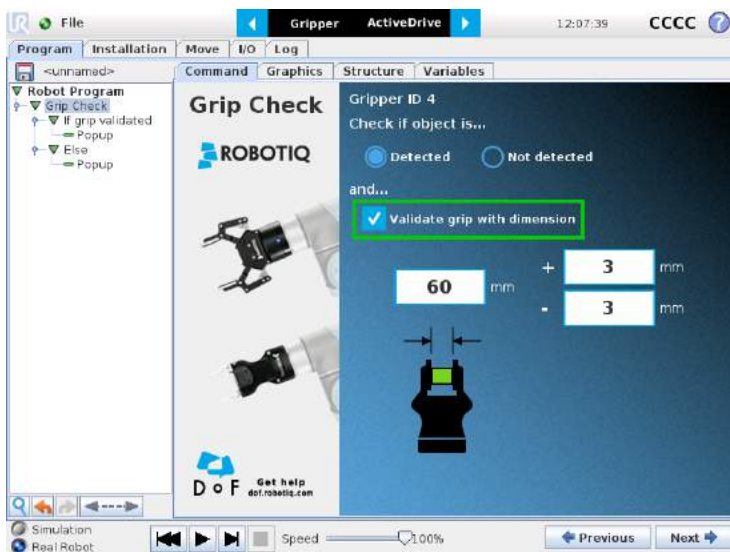 File
Gripper ActiveDrive
12:07:39
CCCC
?
Program Installation Move I/O Log
<unnamed>
Command Graphics Structure Variables
Robot Program
Grip Check
If grip validated
Popup
Else
Popup
Grip Check
ROBOTIQ
DoF
Get help
dof.robotiq.com
Gripper ID 4
Check if object is...
Detected Not detected
and...
Validate grip with dimension
60 mm
+ 3 mm
- 3 mm
Simulation
Real Robot
Speed 100%
Previous Next